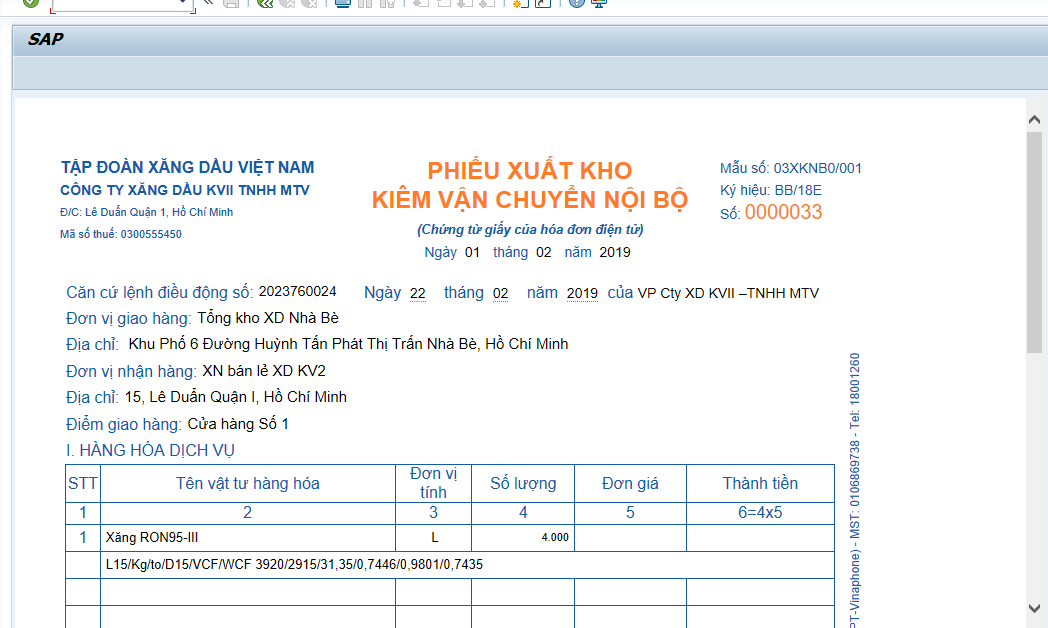 SAP
TẬP ĐOÀN XĂNG DẦU VIỆT NAM
CÔNG TY XĂNG DẦU KVII TNHH MTV
Đ/C: Lê Duẩn Quận 1, Hồ Chí Minh
Mã số thuế: 0300555450
PHIẾU XUẤT KHO
KIÊM VẬN CHUYỂN NỘI BỘ
(Chứng từ giấy của hóa đơn điện tử)
Ngày 01 tháng 02 năm 2019
Mẫu số: 03XKNB0/001
Ký hiệu: BB/18E
Số: 0000033
Căn cứ lệnh điều động số: 2023760024 Ngày 22 tháng 02 năm 2019 của VP Cty XD KVII –TNHH MTV
Đơn vị giao hàng: Tổng kho XD Nhà Bè
Địa chỉ: Khu Phố 6 Đường Huỳnh Tấn Phát Thị Trấn Nhà Bè, Hồ Chí Minh
Đơn vị nhận hàng: XN bán lẻ XD KV2
Địa chỉ: 15, Lê Duẩn Quận I, Hồ Chí Minh
Điểm giao hàng: Cửa hàng Số 1
I. HÀNG HÓA DỊCH VỤ
STT Tên vật tư hàng hóa Đơn vị tính Số lượng Đơn giá Thành tiền
1 2 3 4 5 6=4x5
1 Xăng RON95-III L 4.000
L15/Kg/to/D15/VCF/WCF 3920/2915/31,35/0,7446/0,9801/0,7435
PT-Vinaphone) - MST: 0106869738 - Tel: 18001260